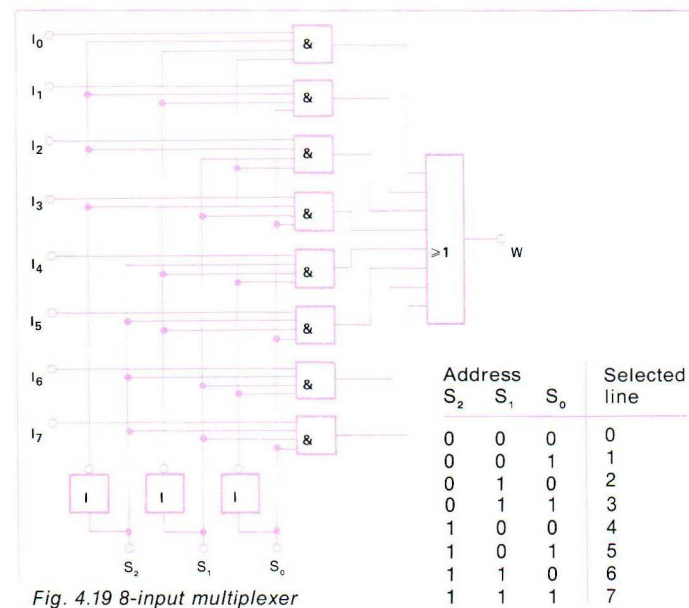 I₀
&
I₁
&
I₂
&
I₃
&
I₄
&
I₅
&
I₆
&
I₇
&
≥1
W
1
1
1
S₂
S₁
S₀
Address
Selected
S₂ S₁ S₀ line
0 0 0 0
0 0 1 1
0 1 0 2
0 1 1 3
1 0 0 4
1 0 1 5
1 1 0 6
1 1 1 7
Fig. 4.19 8-input multiplexer